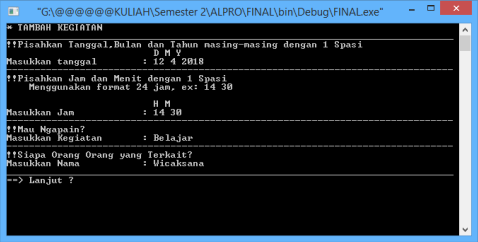 "G:\@@@@@@KULIAH\Semester 2\ALPRO\FINAL\bin\Debug\FINAL.exe"
* TAMBAH KEGIATAN
!!Pisahkan Tanggal,Bulan dan Tahun masing-masing dengan 1 Spasi
D M Y
Masukkan tanggal : 12 4 2018
!!Pisahkan Jam dan Menit dengan 1 Spasi
Menggunakan format 24 jam, ex: 14 30
H M
Masukkan Jam : 14 30
!!Mau Ngapain?
Masukkan Kegiatan : Belajar
!!Siapa Orang Orang yang Terkait?
Masukkan Nama : Wicaksana
--> Lanjut ?